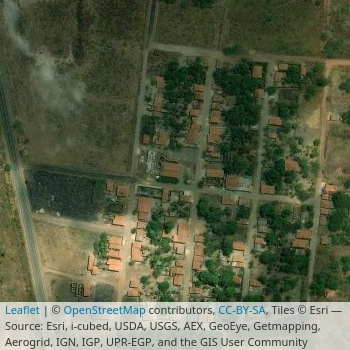 Leaflet | © OpenStreetMap contributors, CC-BY-SA, Tiles © Esri —
Source: Esri, i-cubed, USDA, USGS, AEX, GeoEye, Getmapping,
Aerogrid, IGN, IGP, UPR-EGP, and the GIS User Community